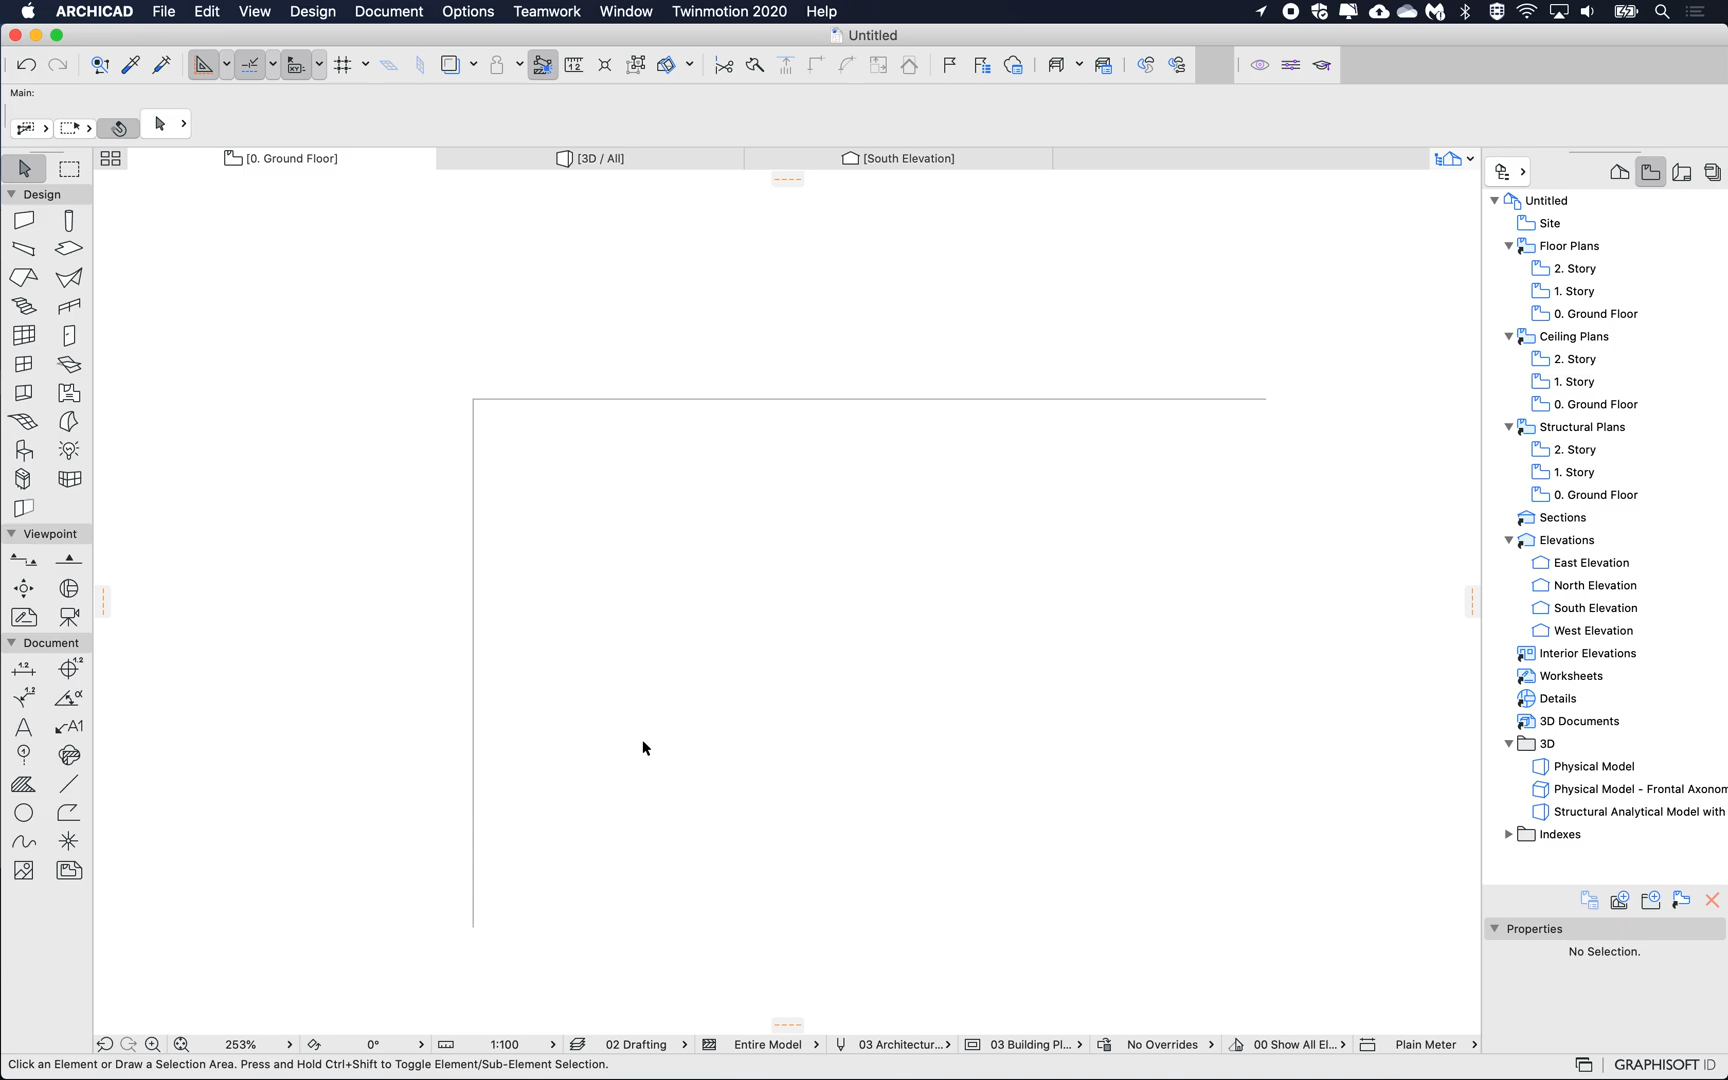 ARCHICAD File Edit View Design Document Options Teamwork Window Twinmotion 2020 Help
Untitled
Main:
[0. Ground Floor] [3D / All] [South Elevation]
Design
Untitled
Site
Floor Plans
2. Story
1. Story
0. Ground Floor
Ceiling Plans
2. Story
1. Story
0. Ground Floor
Structural Plans
2. Story
1. Story
0. Ground Floor
Sections
Viewpoint
Elevations
East Elevation
North Elevation
South Elevation
West Elevation
Document
Interior Elevations
Worksheets
Details
3D Documents
3D
Physical Model
Physical Model - Frontal Axonom
Structural Analytical Model with
Indexes
Properties
No Selection.
253% 0° 1:100 02 Drafting Entire Model 03 Architectur... 03 Building Pl... No Overrides 00 Show All El... Plain Meter
Click an Element or Draw a Selection Area. Press and Hold Ctrl+Shift to Toggle Element/Sub-Element Selection. GRAPHISOFT ID